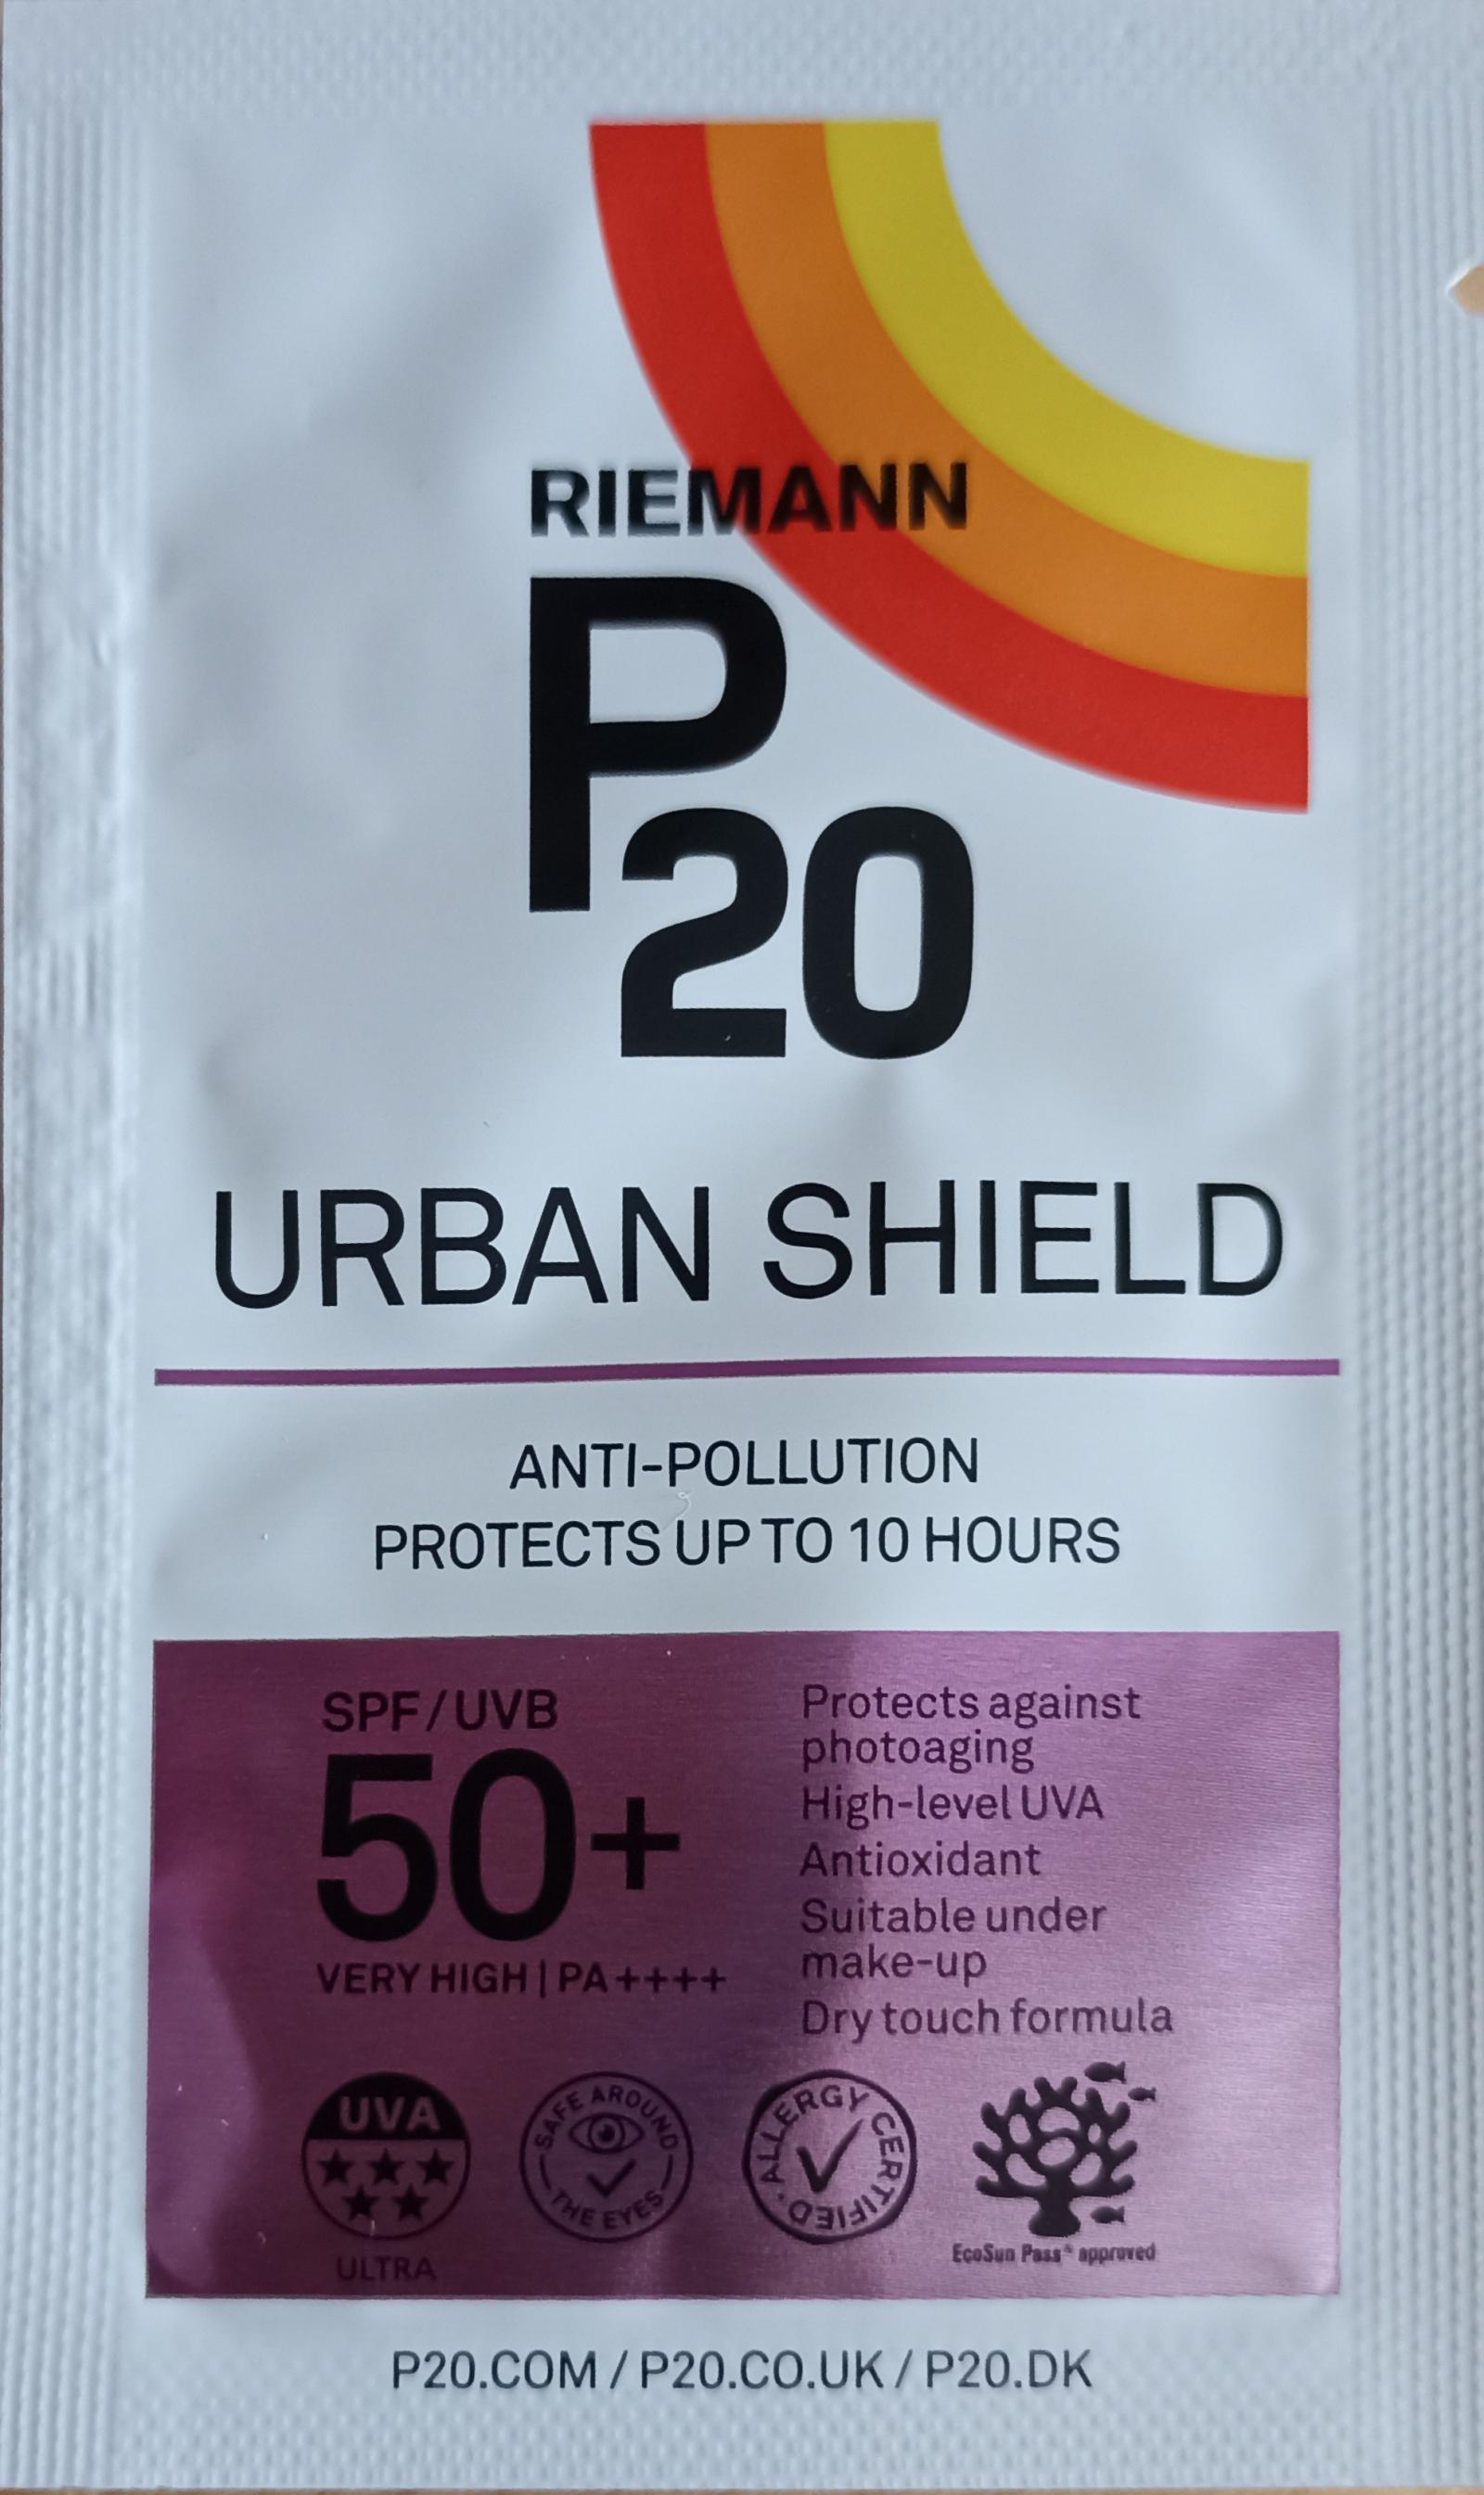 RIEMANN
P
20
URBAN SHIELD
ANTI-POLLUTION
PROTECTS UP TO 10 HOURS
SPF/UVB
50+
VERY HIGH | PA++++
Protects against
photoaging
High-level UVA
Antioxidant
Suitable under
make-up
Dry touch formula
UVA
ULTRA
SAFE AROUND
THE EYES
ALLERGY CERTIFIED
EcoSun Pass® approved
P20.COM / P20.CO.UK / P20.DK